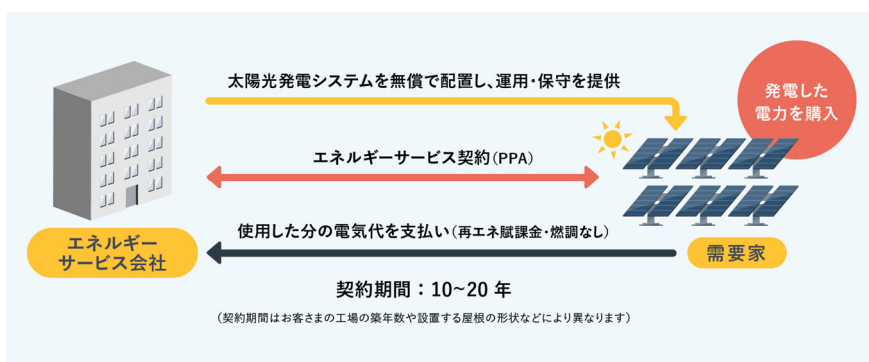 太陽光発電システムを無償で配置し、運用・保守を提供
発電した
電力を購入
エネルギーサービス契約(PPA)
使用した分の電気代を支払い(再エネ賦課金・燃調なし)
エネルギー
サービス会社
需要家
契約期間：10~20 年
(契約期間はお客さまの工場の築年数や設置する屋根の形状などにより異なります)